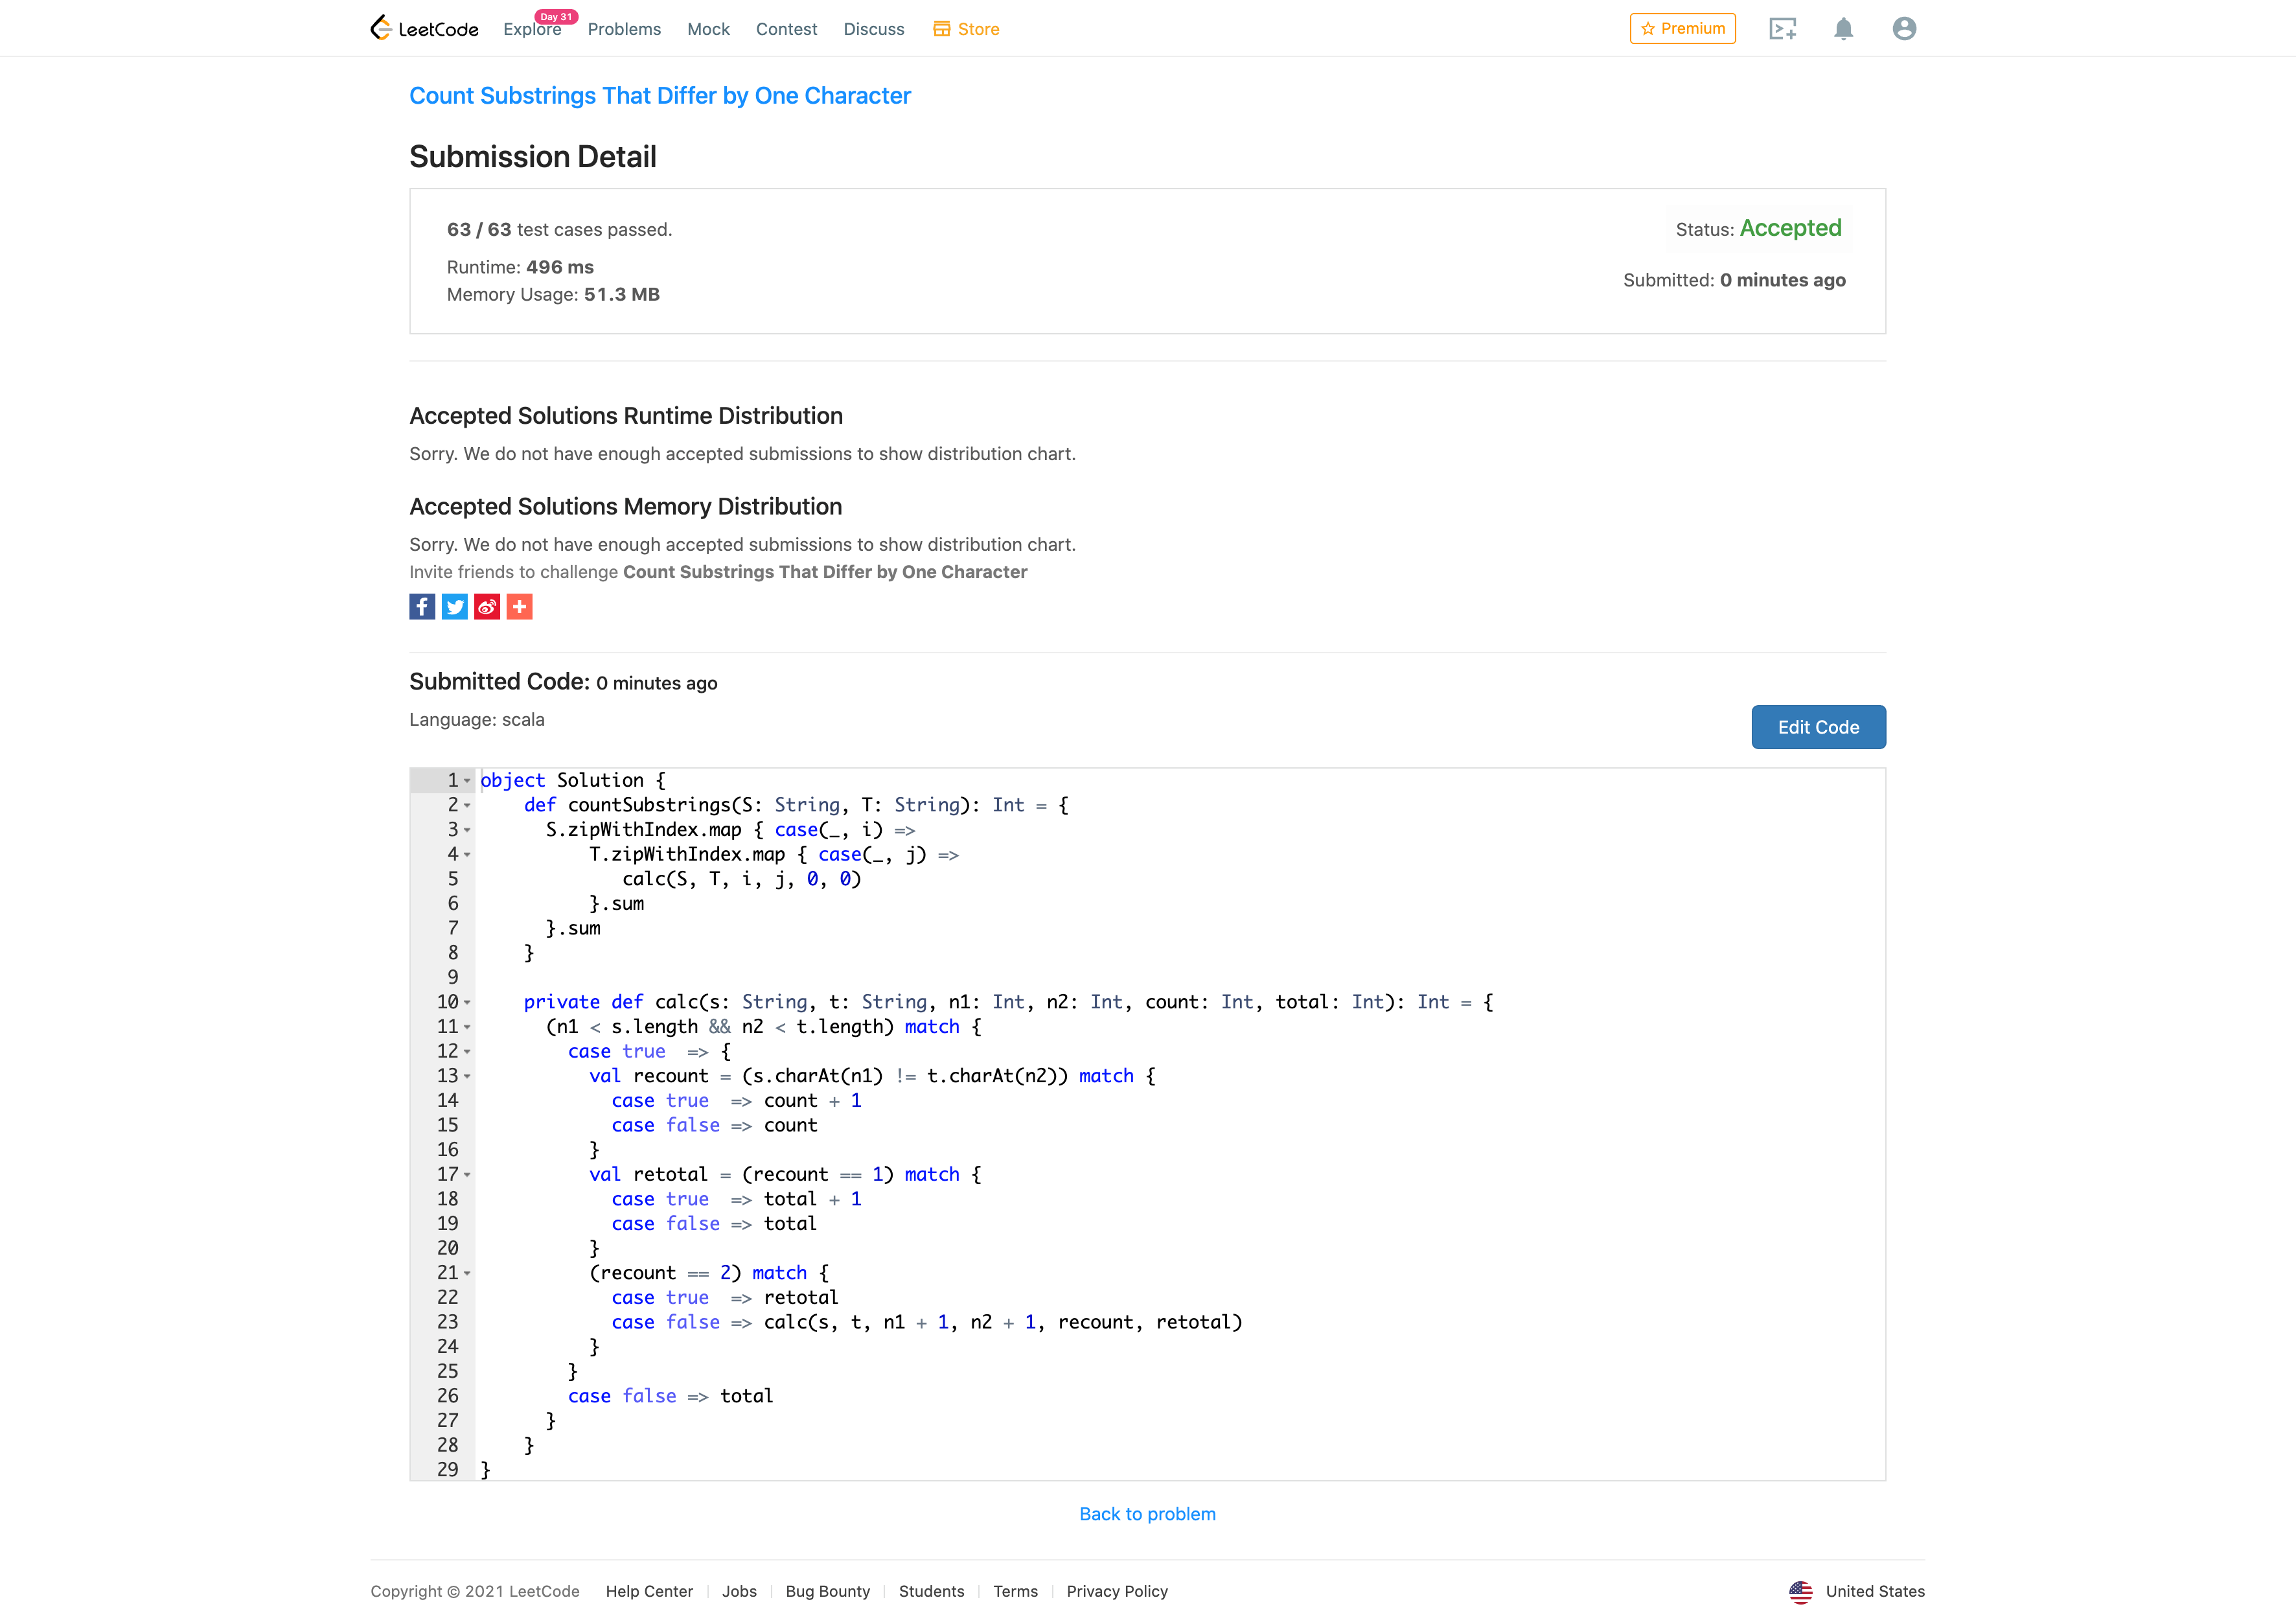 LeetCode Explore Day 31 Problems Mock Contest Discuss Store Premium
Count Substrings That Differ by One Character
Submission Detail
63 / 63 test cases passed.
Status: Accepted
Runtime: 496 ms
Submitted: 0 minutes ago
Memory Usage: 51.3 MB
Accepted Solutions Runtime Distribution
Sorry. We do not have enough accepted submissions to show distribution chart.
Accepted Solutions Memory Distribution
Sorry. We do not have enough accepted submissions to show distribution chart.
Invite friends to challenge Count Substrings That Differ by One Character
Submitted Code: 0 minutes ago
Language: scala
Edit Code
1 object Solution {
2     def countSubstrings(S: String, T: String): Int = {
3       S.zipWithIndex.map { case(_, i) =>
4           T.zipWithIndex.map { case(_, j) =>
5              calc(S, T, i, j, 0, 0)
6           }.sum
7       }.sum
8     }
9
10     private def calc(s: String, t: String, n1: Int, n2: Int, count: Int, total: Int): Int = {
11       (n1 < s.length && n2 < t.length) match {
12         case true  => {
13           val recount = (s.charAt(n1) != t.charAt(n2)) match {
14             case true  => count + 1
15             case false => count
16           }
17           val retotal = (recount == 1) match {
18             case true  => total + 1
19             case false => total
20           }
21           (recount == 2) match {
22             case true  => retotal
23             case false => calc(s, t, n1 + 1, n2 + 1, recount, retotal)
24           }
25         }
26         case false => total
27       }
28     }
29 }
Back to problem
Copyright © 2021 LeetCode Help Center Jobs Bug Bounty Students Terms Privacy Policy United States